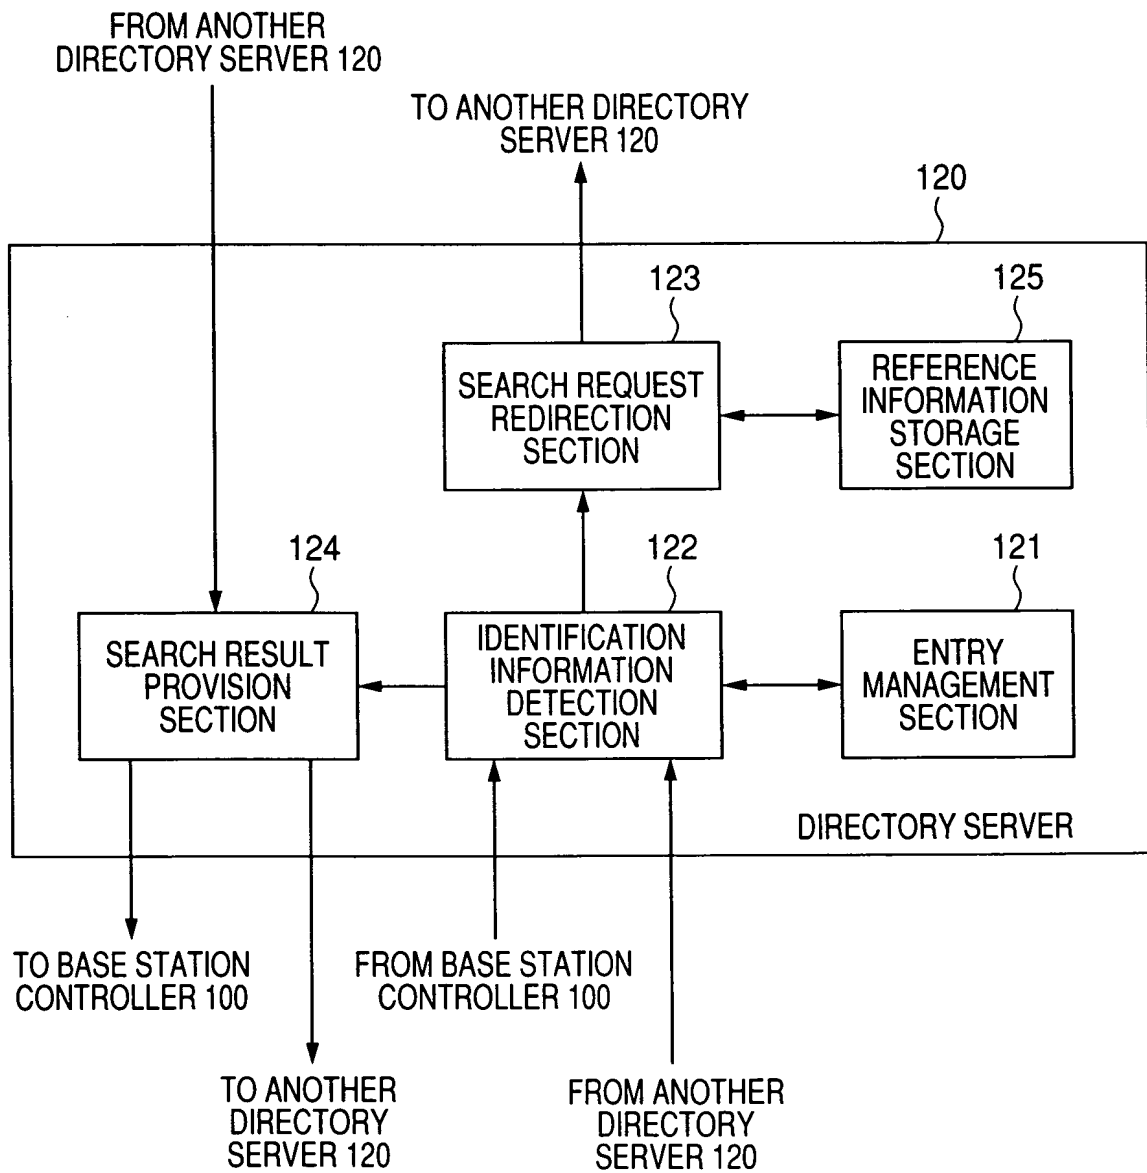 FROM ANOTHER
DIRECTORY SERVER 120
TO ANOTHER DIRECTORY
SERVER 120
120
123
125
SEARCH REQUEST
REDIRECTION
SECTION
REFERENCE
INFORMATION
STORAGE
SECTION
124
122
121
SEARCH RESULT
PROVISION
SECTION
IDENTIFICATION
INFORMATION
DETECTION
SECTION
ENTRY
MANAGEMENT
SECTION
DIRECTORY SERVER
TO BASE STATION
CONTROLLER 100
FROM BASE STATION
CONTROLLER 100
TO ANOTHER
DIRECTORY
SERVER 120
FROM ANOTHER
DIRECTORY
SERVER 120